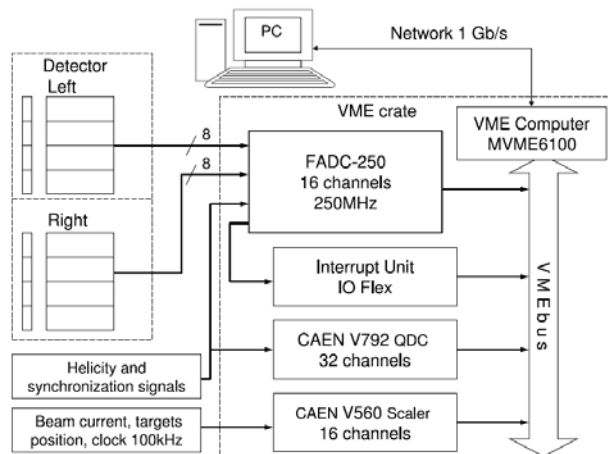 PC
Network 1 Gb/s
Detector
Left
8
8
Right
VME crate
VME Computer
MVME6100
FADC-250
16 channels
250MHz
Interrupt Unit
IO Flex
CAEN V792 QDC
32 channels
CAEN V560 Scaler
16 channels
VMEbus
Helicity and
synchronization signals
Beam current, targets
position, clock 100kHz